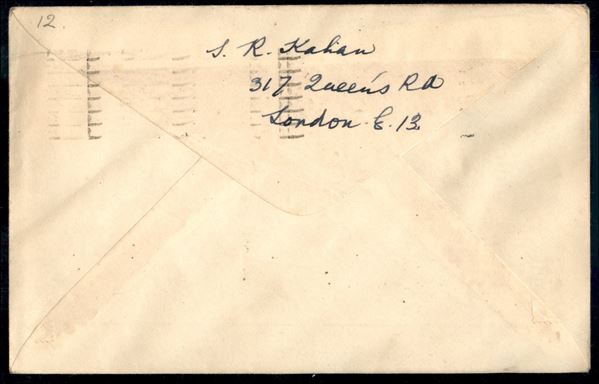 12.
S. R. Kahan
317 Queen's Rd
London E. 13.